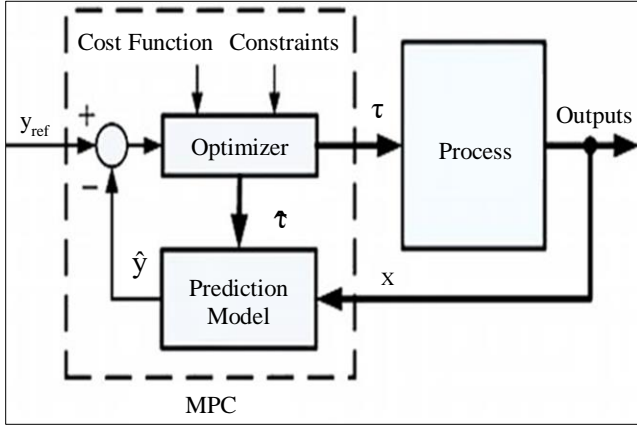 Cost Function Constraints
y_ref
+
−
Optimizer
τ
Process
Outputs
τ̂
ŷ
Prediction
Model
x
MPC